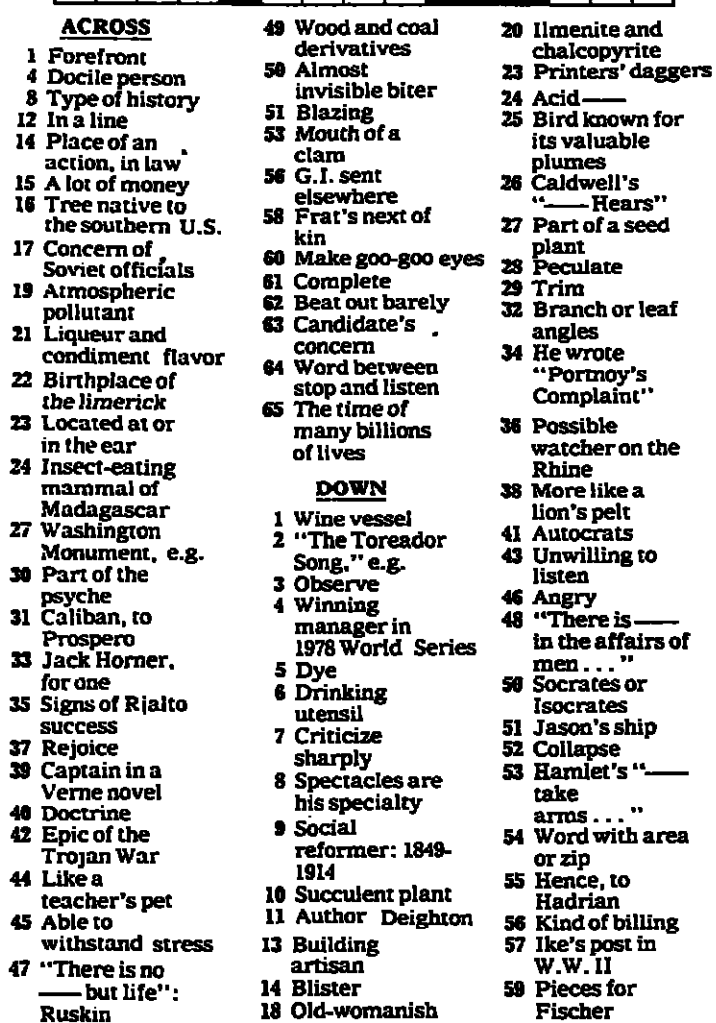 ACROSS
1 Forefront
4 Docile person
8 Type of history
12 In a line
14 Place of an
action, in law
15 A lot of money
16 Tree native to
the southern U.S.
17 Concern of
Soviet officials
19 Atmospheric
pollutant
21 Liqueur and
condiment flavor
22 Birthplace of
the limerick
23 Located at or
in the ear
24 Insect-eating
mammal of
Madagascar
27 Washington
Monument, e.g.
30 Part of the
psyche
31 Caliban, to
Prospero
33 Jack Horner,
for one
35 Signs of Rialto
success
37 Rejoice
39 Captain in a
Verne novel
40 Doctrine
42 Epic of the
Trojan War
44 Like a
teacher's pet
45 Able to
withstand stress
47 "There is no
—— but life":
Ruskin
49 Wood and coal
derivatives
50 Almost
invisible biter
51 Blazing
53 Mouth of a
clam
56 G.I. sent
elsewhere
58 Frat's next of
kin
60 Make goo-goo eyes
61 Complete
62 Beat out barely
63 Candidate's
concern
64 Word between
stop and listen
65 The time of
many billions
of lives
DOWN
1 Wine vessel
2 "The Toreador
Song," e.g.
3 Observe
4 Winning
manager in
1978 World Series
5 Dye
6 Drinking
utensil
7 Criticize
sharply
8 Spectacles are
his specialty
9 Social
reformer: 1849-
1914
10 Succulent plant
11 Author Deighton
13 Building
artisan
14 Blister
18 Old-womanish
20 Ilmenite and
chalcopyrite
23 Printers' daggers
24 Acid ——
25 Bird known for
its valuable
plumes
26 Caldwell's
"—— Hears"
27 Part of a seed
plant
28 Peculate
29 Trim
32 Branch or leaf
angles
34 He wrote
"Portnoy's
Complaint"
36 Possible
watcher on the
Rhine
38 More like a
lion's pelt
41 Autocrats
43 Unwilling to
listen
46 Angry
48 "There is ——
in the affairs of
men . . . "
50 Socrates or
Isocrates
51 Jason's ship
52 Collapse
53 Hamlet's "——
take
arms . . . "
54 Word with area
or zip
55 Hence, to
Hadrian
56 Kind of billing
57 Ike's post in
W.W. II
59 Pieces for
Fischer